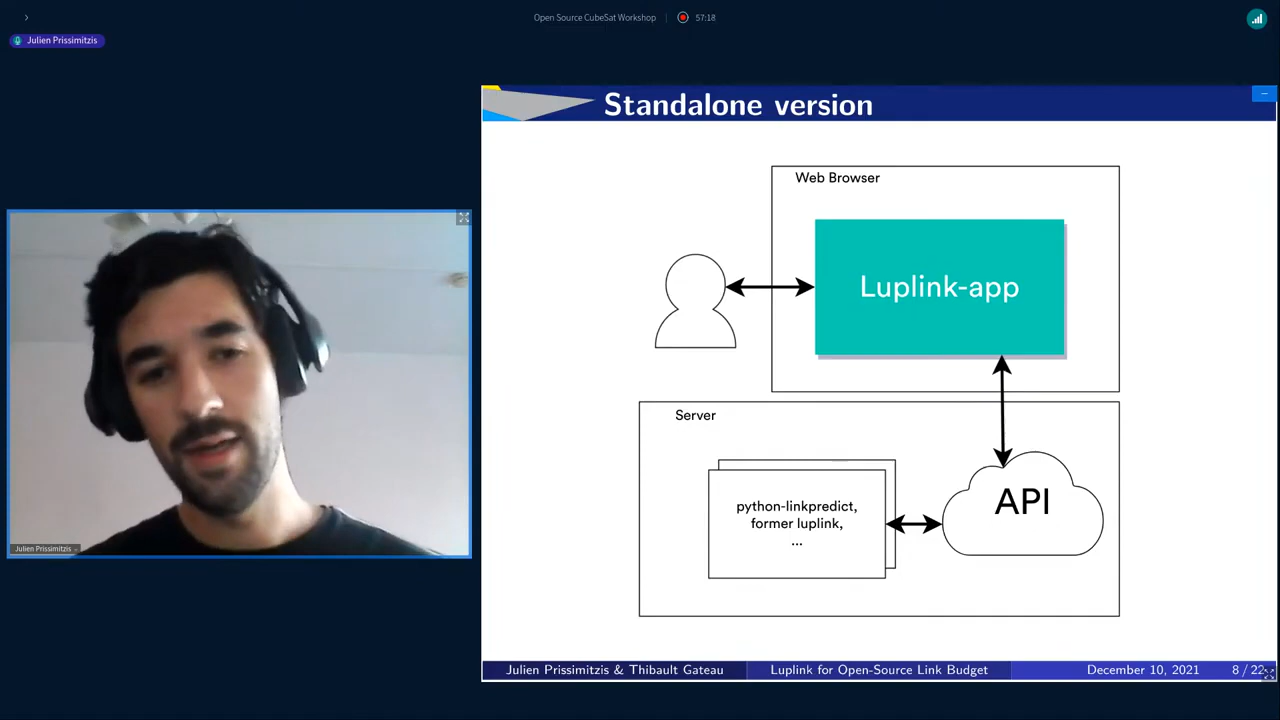 Open Source CubeSat Workshop
57:18
Julien Prissimitzis
Julien Prissimitzis
Standalone version
Web Browser
Luplink-app
Server
python-linkpredict,
former luplink,
...
API
Julien Prissimitzis & Thibault Gateau
Luplink for Open-Source Link Budget
December 10, 2021
8 / 22